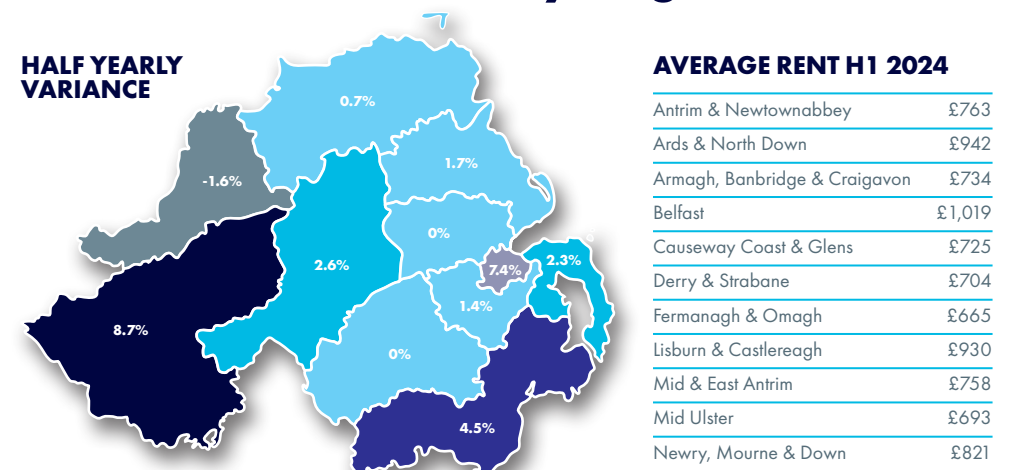 HALF YEARLY
VARIANCE
0.7%
-1.6%
1.7%
0%
2.6%
7.4%
2.3%
1.4%
8.7%
0%
4.5%
AVERAGE RENT H1 2024
Antrim & Newtownabbey £763
Ards & North Down £942
Armagh, Banbridge & Craigavon £734
Belfast £1,019
Causeway Coast & Glens £725
Derry & Strabane £704
Fermanagh & Omagh £665
Lisburn & Castlereagh £930
Mid & East Antrim £758
Mid Ulster £693
Newry, Mourne & Down £821